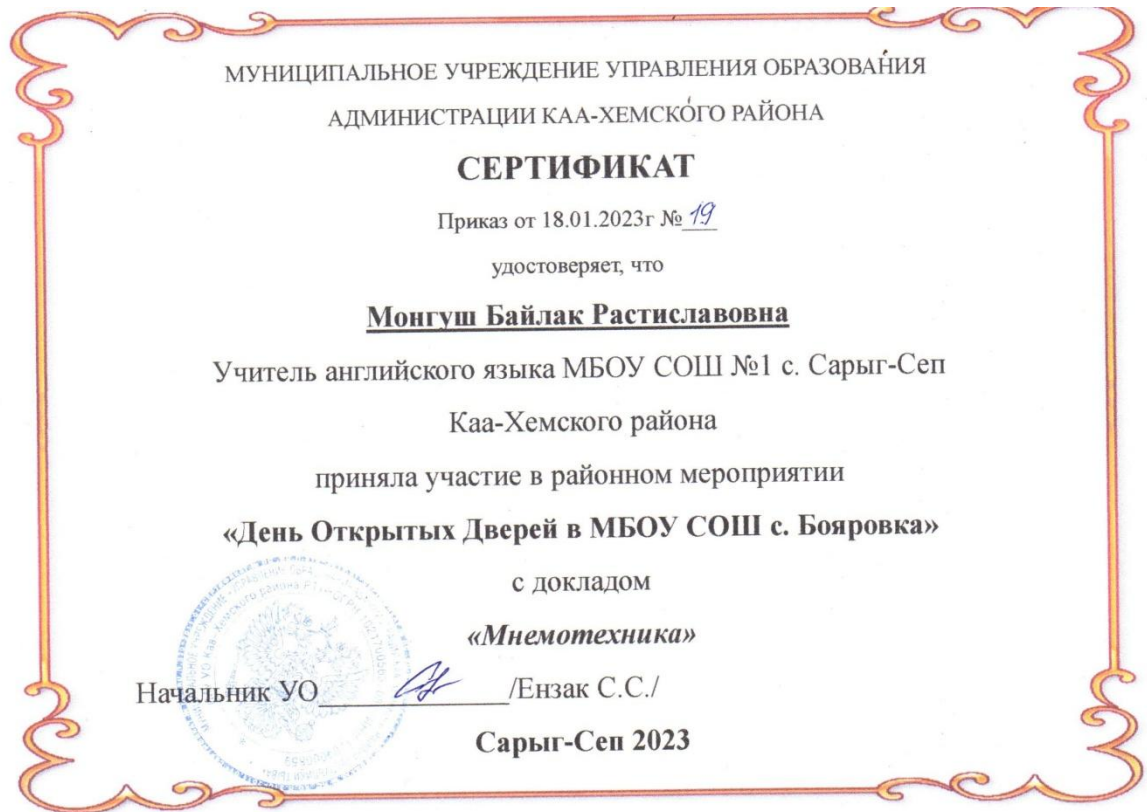 МУНИЦИПАЛЬНОЕ УЧРЕЖДЕНИЕ УПРАВЛЕНИЯ ОБРАЗОВАНИЯ
АДМИНИСТРАЦИИ КАА-ХЕМСКОГО РАЙОНА
СЕРТИФИКАТ
Приказ от 18.01.2023г № 19
удостоверяет, что
Монгуш Байлак Растиславовна
Учитель английского языка МБОУ СОШ №1 с. Сарыг-Сеп
Каа-Хемского района
приняла участие в районном мероприятии
«День Открытых Дверей в МБОУ СОШ с. Бояровка»
с докладом
«Мнемотехника»
Начальник УО /Ензак С.С./
Сарыг-Сеп 2023